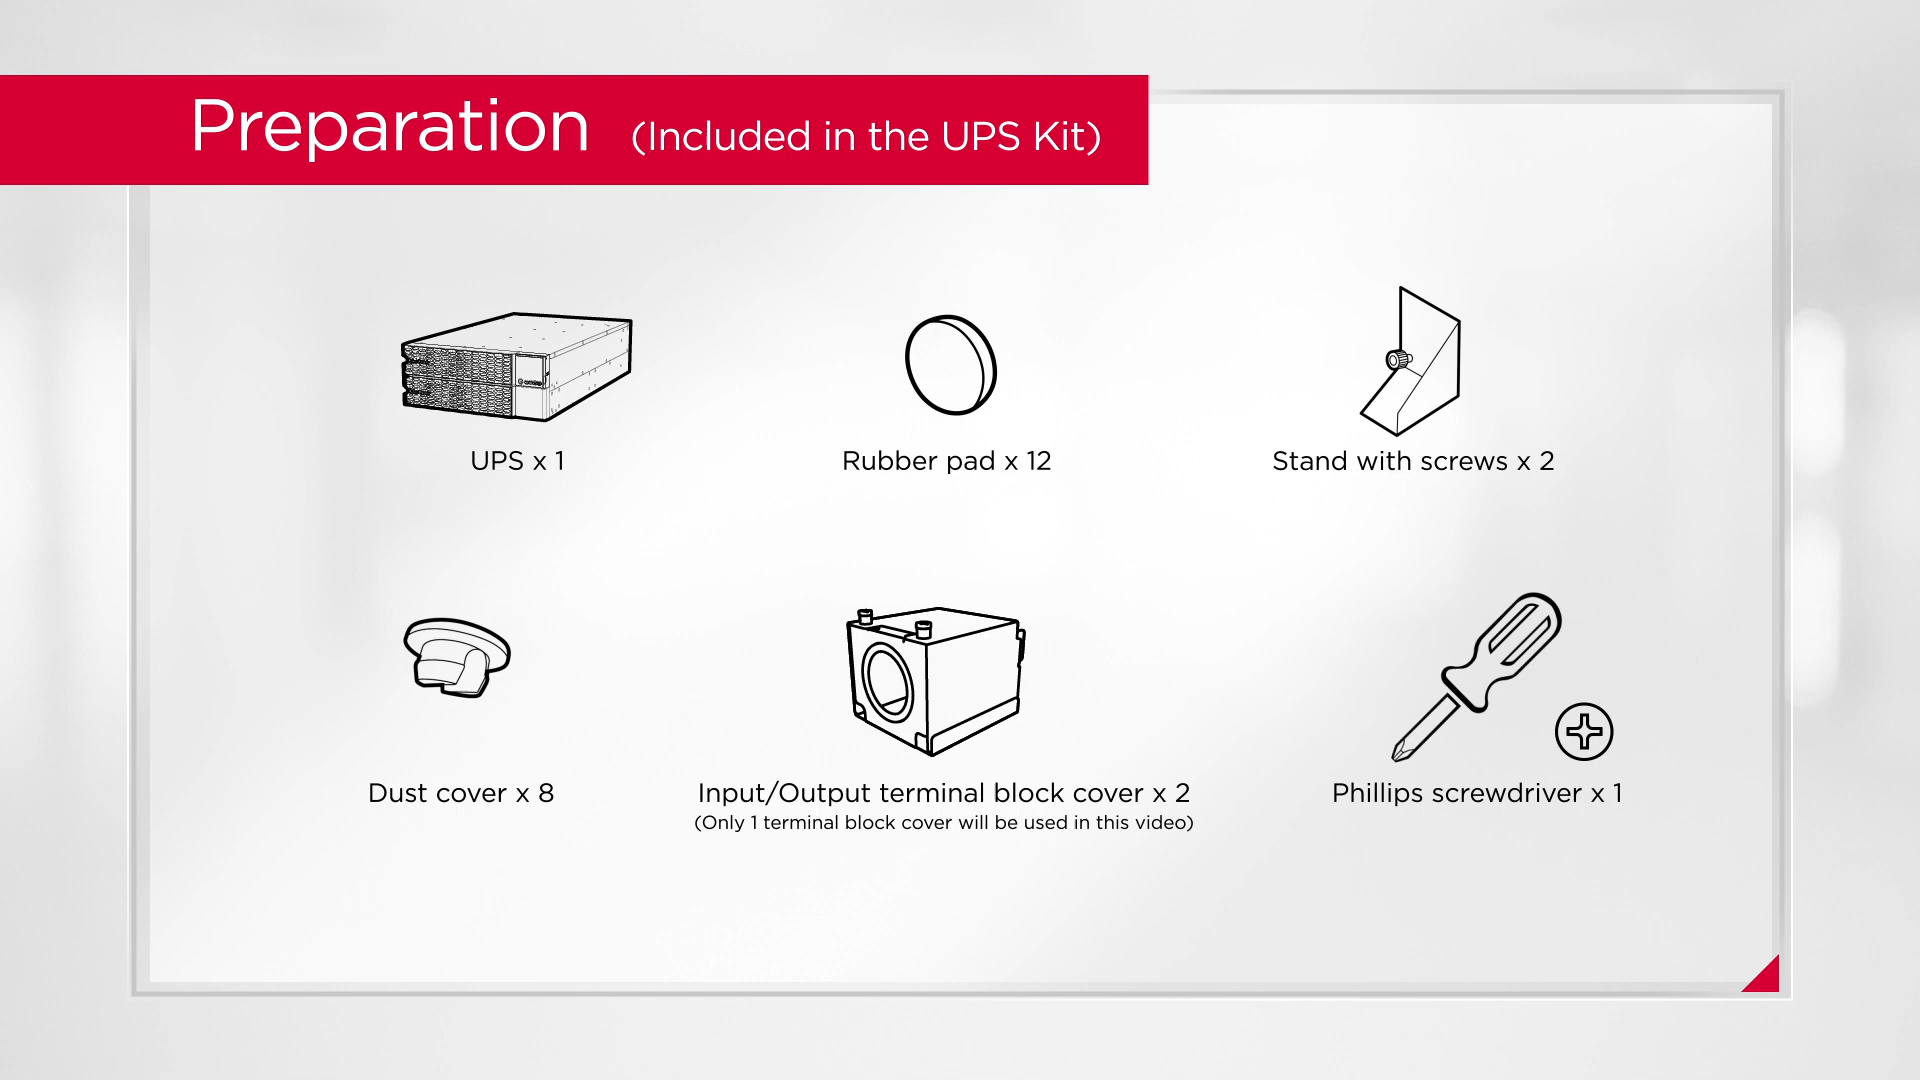 Preparation (Included in the UPS Kit)
UPS x 1
Rubber pad x 12
Stand with screws x 2
Dust cover x 8
Input/Output terminal block cover x 2
(Only 1 terminal block cover will be used in this video)
Phillips screwdriver x 1